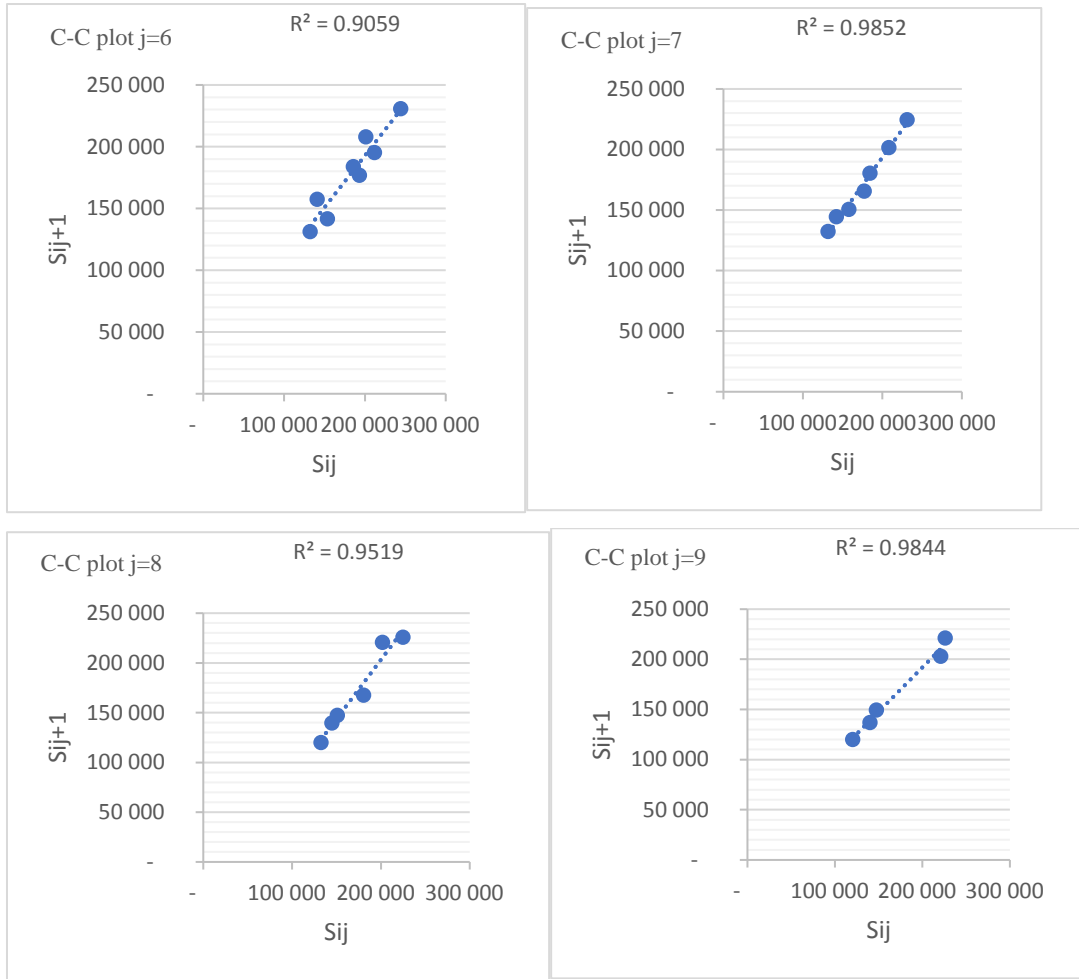 C-C plot j=6
R² = 0.9059
250 000
200 000
150 000
100 000
50 000
-
Sij+1
- 100 000 200 000 300 000
Sij
C-C plot j=7
R² = 0.9852
250 000
200 000
150 000
100 000
50 000
-
Sij+1
- 100 000 200 000 300 000
Sij
C-C plot j=8
R² = 0.9519
250 000
200 000
150 000
100 000
50 000
-
Sij+1
- 100 000 200 000 300 000
Sij
C-C plot j=9
R² = 0.9844
250 000
200 000
150 000
100 000
50 000
-
Sij+1
- 100 000 200 000 300 000
Sij